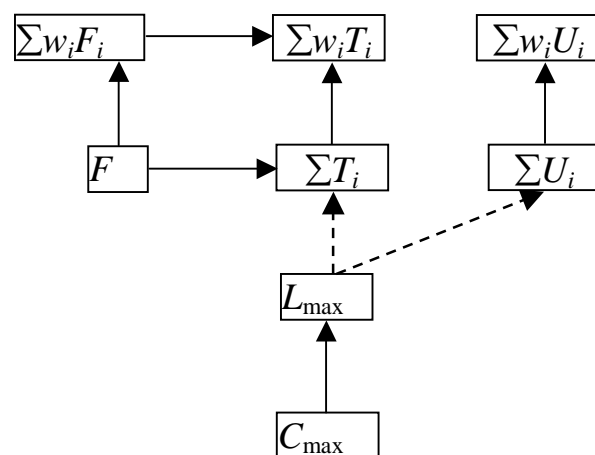 ∑wᵢFᵢ ∑wᵢTᵢ ∑wᵢUᵢ
F ∑Tᵢ ∑Uᵢ
Lmax
Cmax